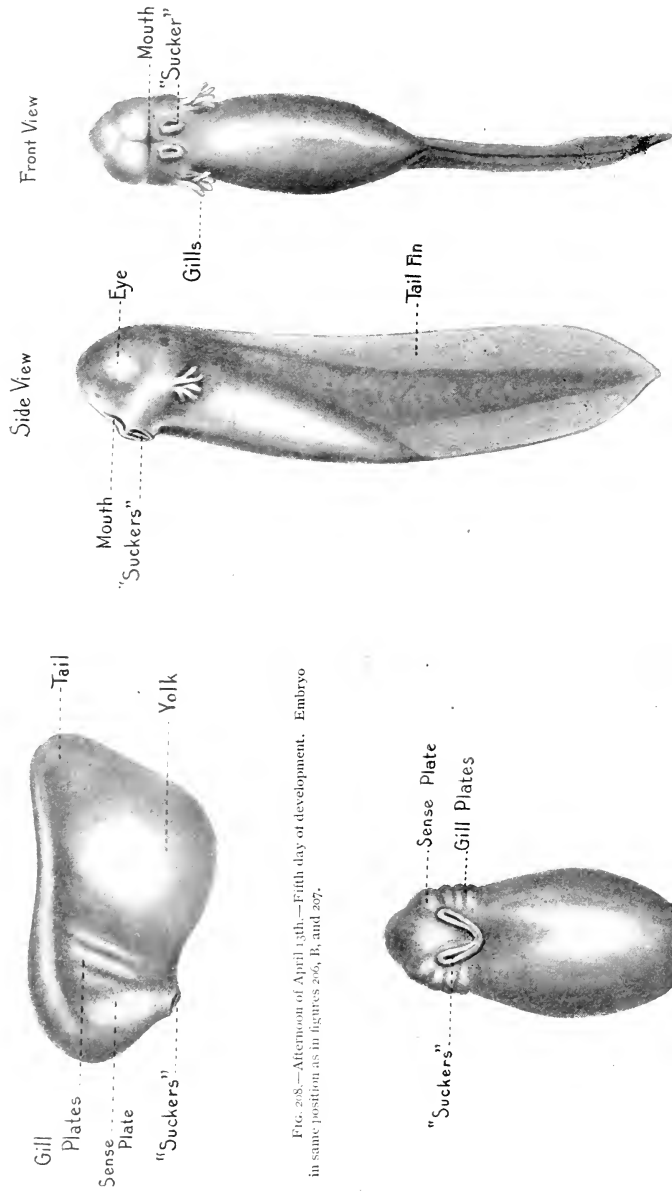 Gill
Plates
Sense
Plate
"Suckers"
Tail
Yolk
FIG. 208.—Afternoon of April 13th.—Fifth day of development. Embryo
in same position as in figures 206, B, and 207.
"Suckers"
Sense Plate
Gill Plates
Side View
Mouth
"Suckers"
Eye
Tail Fin
Front View
Gills
Mouth
"Sucker"